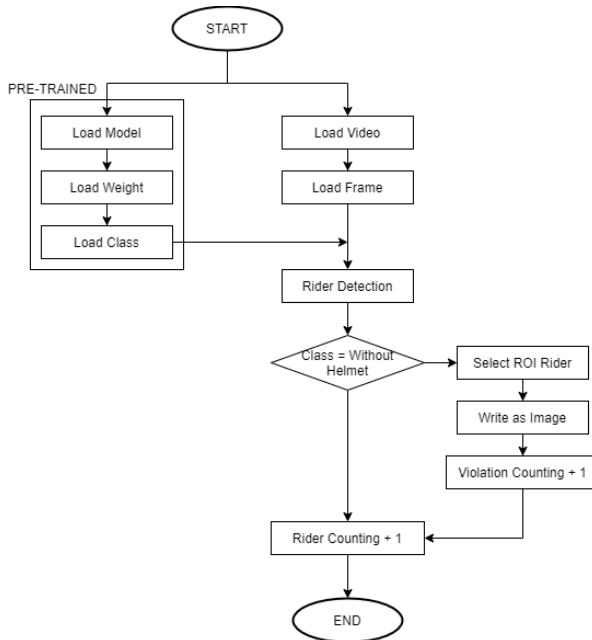 START
PRE-TRAINED
Load Model
Load Weight
Load Class
Load Video
Load Frame
Rider Detection
Class = Without
Helmet
Select ROI Rider
Write as Image
Violation Counting + 1
Rider Counting + 1
END